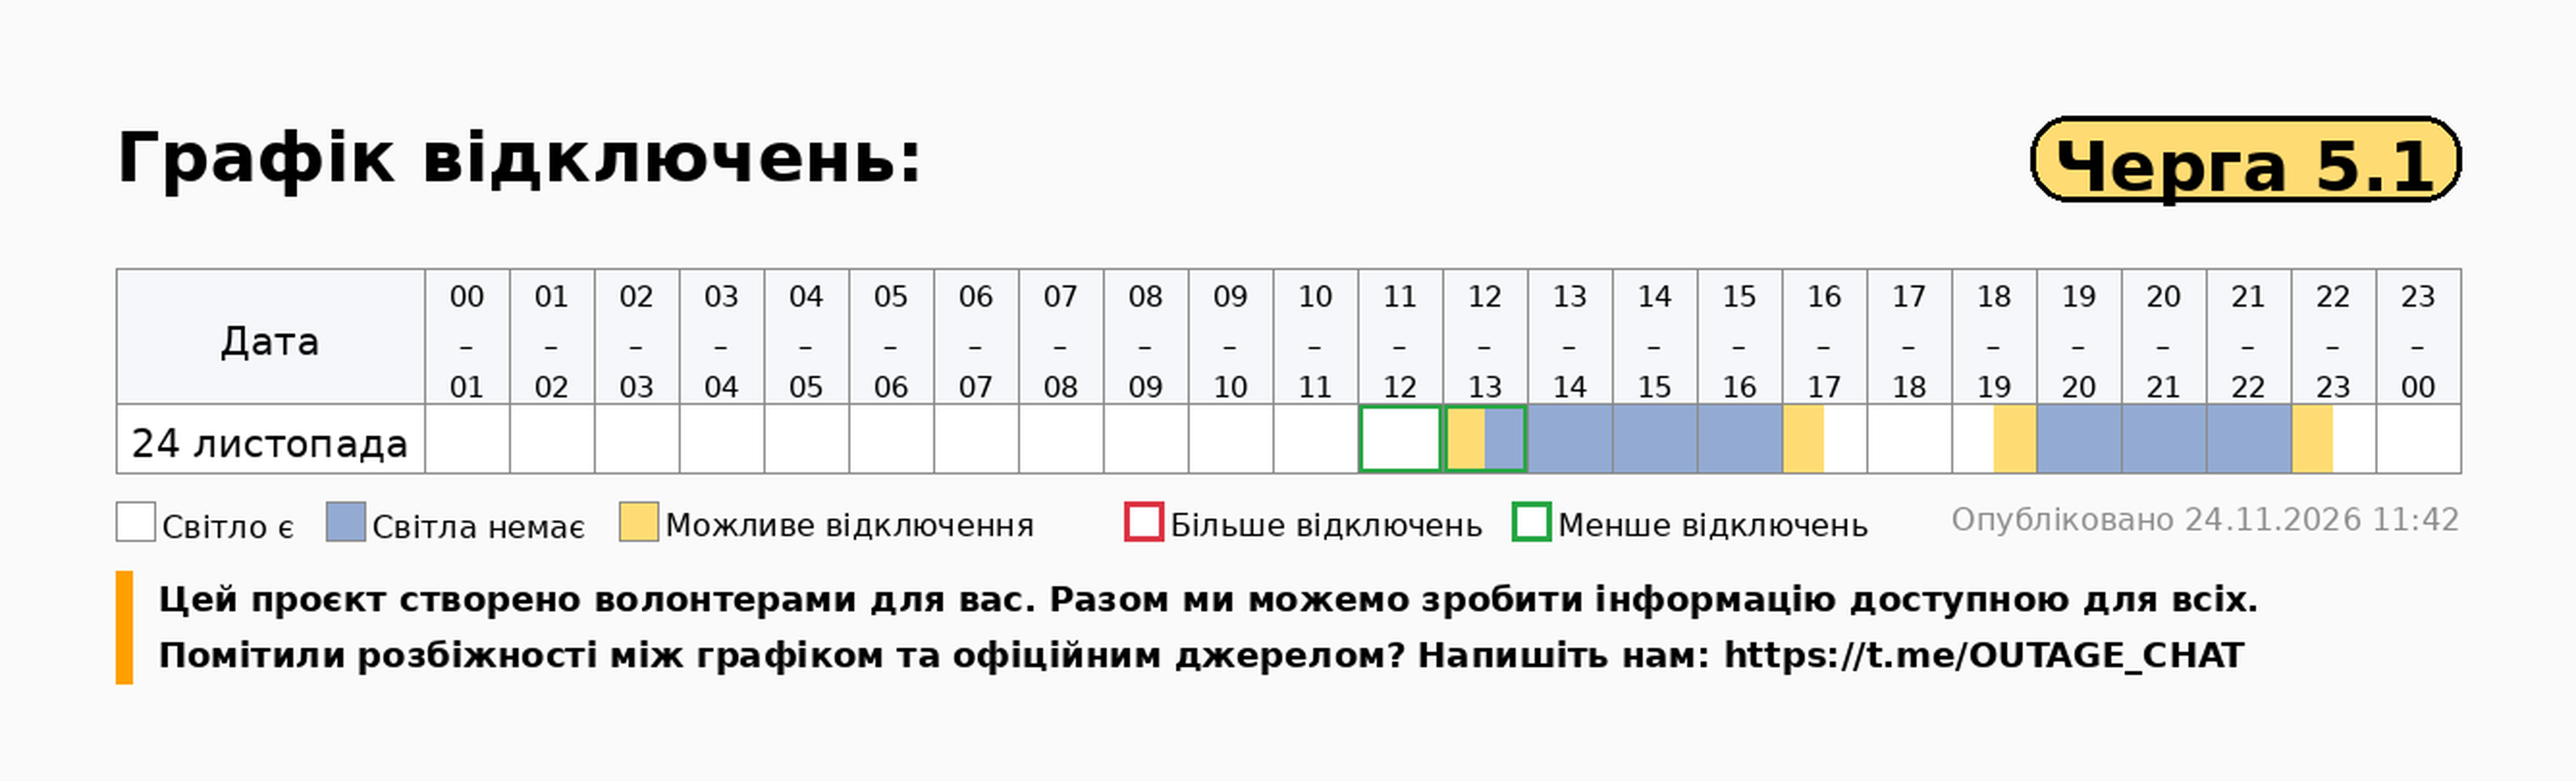 Графік відключень:
Черга 5.1
Дата
00 – 01
01 – 02
02 – 03
03 – 04
04 – 05
05 – 06
06 – 07
07 – 08
08 – 09
09 – 10
10 – 11
11 – 12
12 – 13
13 – 14
14 – 15
15 – 16
16 – 17
17 – 18
18 – 19
19 – 20
20 – 21
21 – 22
22 – 23
23 – 00
24 листопада
Світло є
Світла немає
Можливе відключення
Більше відключень
Менше відключень
Опубліковано 24.11.2026 11:42
Цей проєкт створено волонтерами для вас. Разом ми можемо зробити інформацію доступною для всіх.
Помітили розбіжності між графіком та офіційним джерелом? Напишіть нам: https://t.me/OUTAGE_CHAT